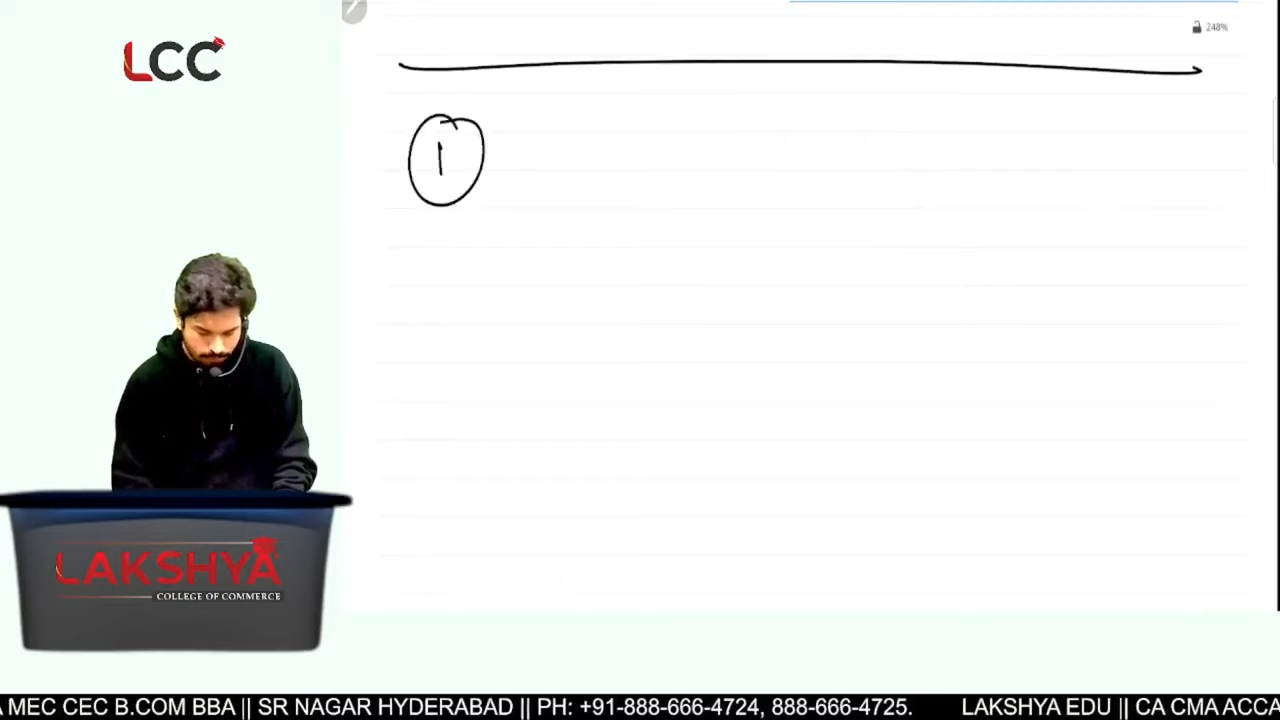 LCC
248%
1
LAKSHYA
COLLEGE OF COMMERCE
A MEC CEC B.COM BBA || SR NAGAR HYDERABAD || PH: +91-888-666-4724, 888-666-4725. LAKSHYA EDU || CA CMA ACCA